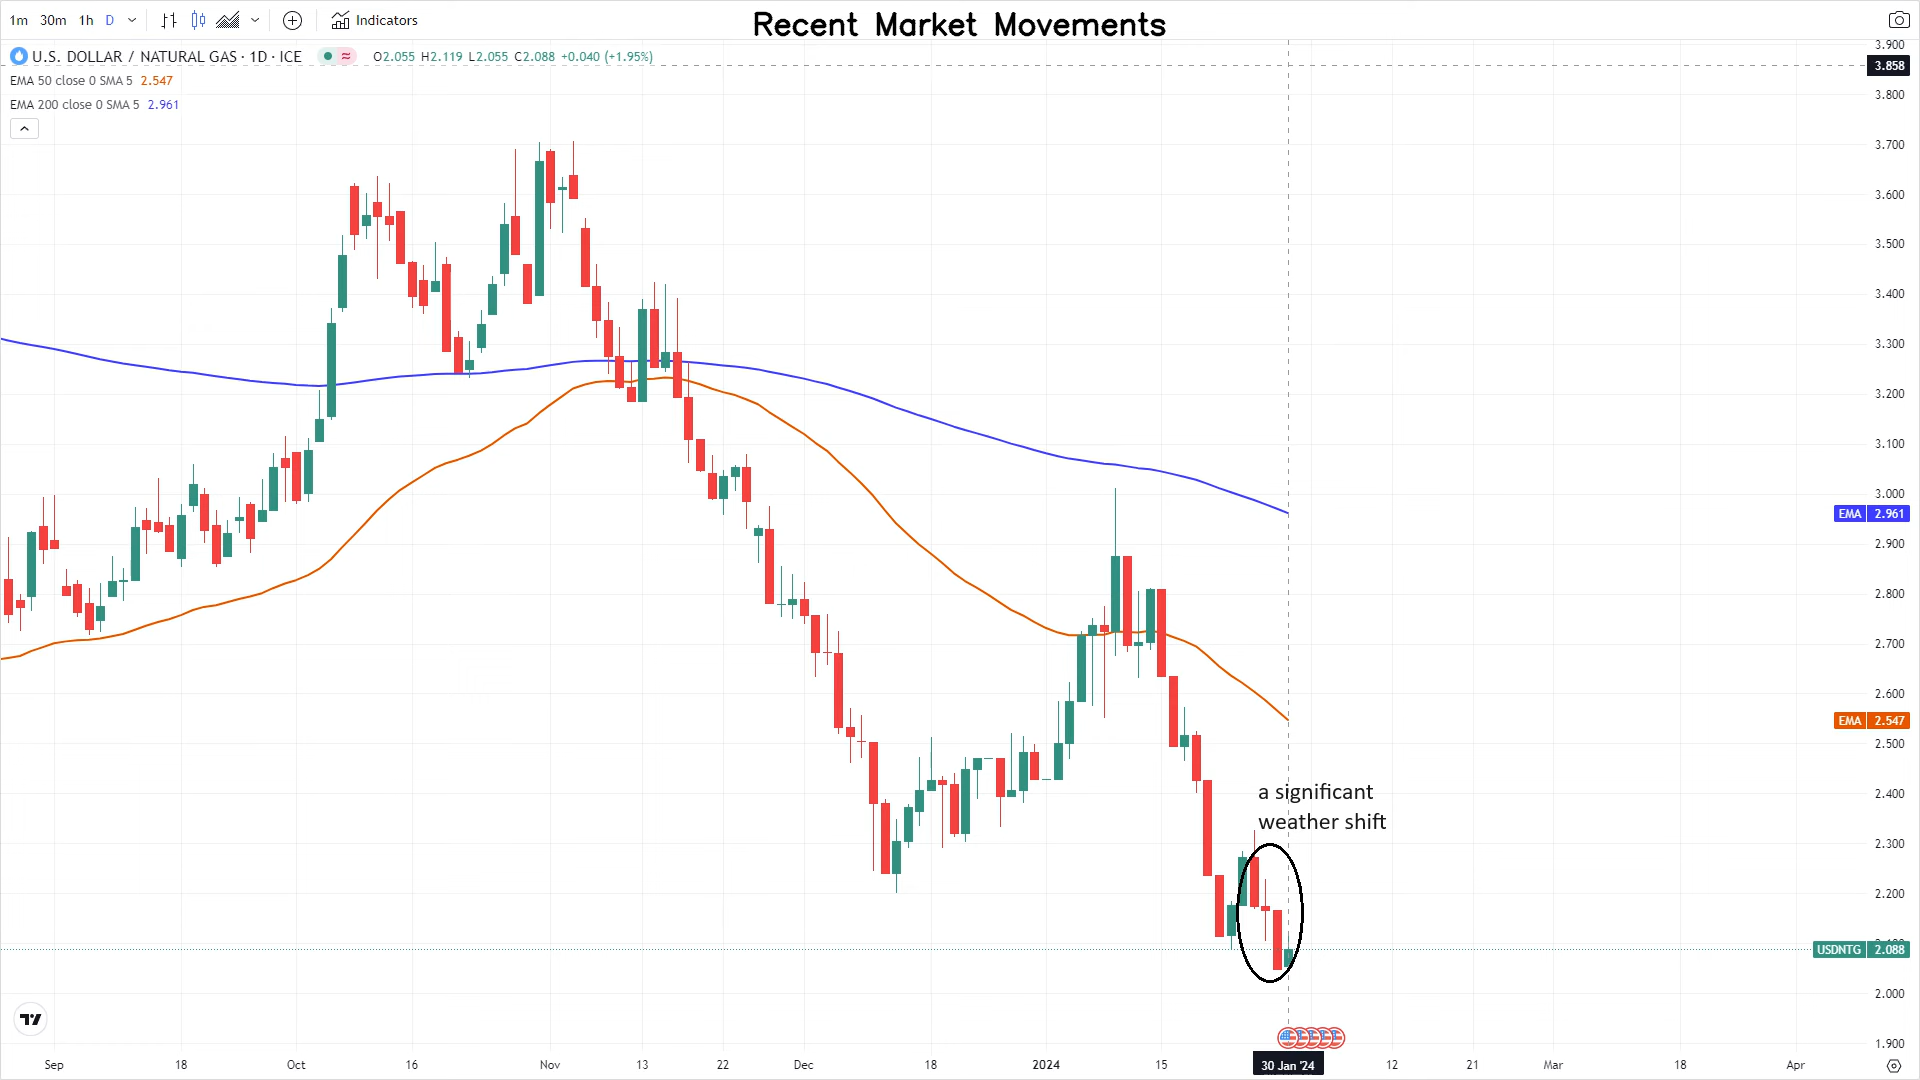 1m 30m 1h D Indicators
Recent Market Movements
U.S. DOLLAR / NATURAL GAS · 1D · ICE O2.055 H2.119 L2.055 C2.088 +0.040 (+1.95%)
EMA 50 close 0 SMA 5 2.547
EMA 200 close 0 SMA 5 2.961
3.900
3.858
3.800
3.700
3.600
3.500
3.400
3.300
3.200
3.100
3.000
EMA 2.961
2.900
2.800
2.700
2.600
EMA 2.547
2.500
2.400
a significant
weather shift
2.300
2.200
USDNTG 2.088
2.000
1.900
Sep 18 Oct 16 Nov 13 22 Dec 18 2024 15 30 Jan '24 12 21 Mar 18 Apr